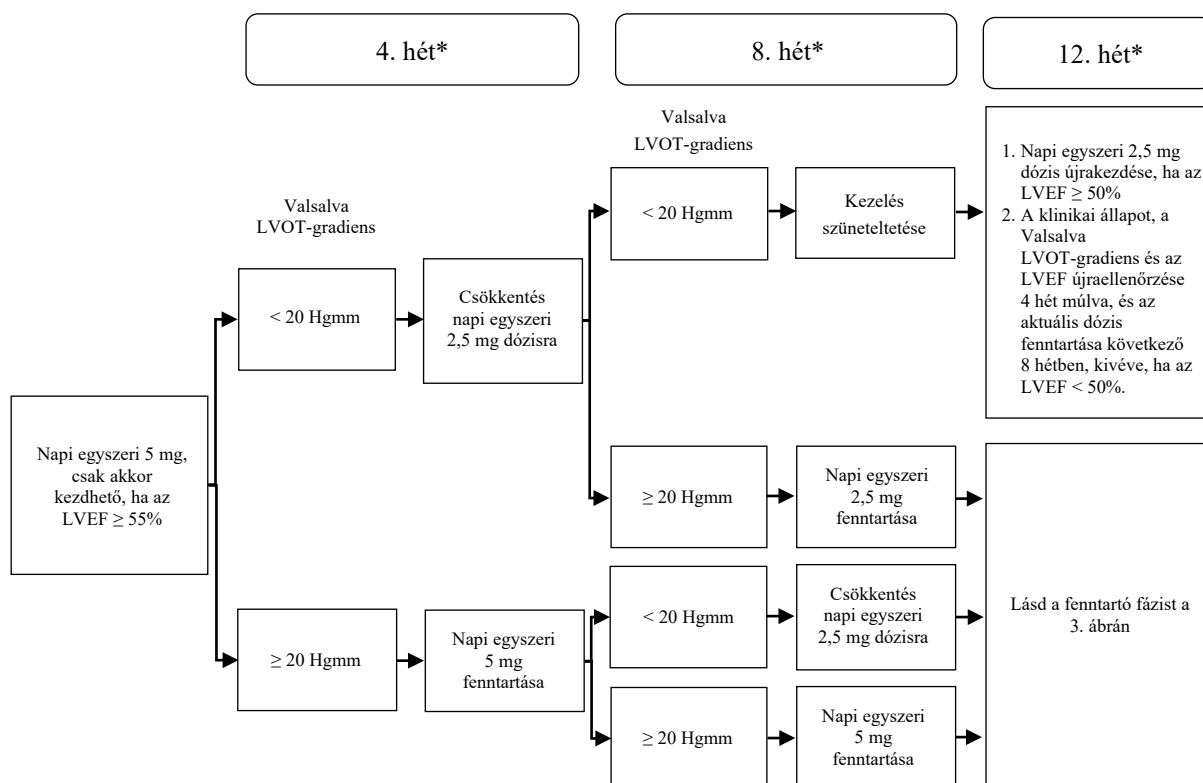 4. hét*
8. hét*
12. hét*
Valsalva
LVOT-gradiens
Valsalva
LVOT-gradiens
Napi egyszeri 5 mg,
csak akkor
kezdhető, ha az
LVEF ≥ 55%
< 20 Hgmm
Csökkentés
napi egyszeri
2,5 mg dózisra
< 20 Hgmm
Kezelés
szüneteltetése
1. Napi egyszeri 2,5 mg
dózis újrakezdése, ha az
LVEF ≥ 50%
2. A klinikai állapot, a
Valsalva
LVOT-gradiens és az
LVEF újraellenőrzése
4 hét múlva, és az
aktuális dózis
fenntartása következő
8 hétben, kivéve, ha az
LVEF < 50%.
≥ 20 Hgmm
Napi egyszeri
2,5 mg
fenntartása
≥ 20 Hgmm
Napi egyszeri
5 mg
fenntartása
< 20 Hgmm
Csökkentés
napi egyszeri
2,5 mg dózisra
≥ 20 Hgmm
Napi egyszeri
5 mg
fenntartása
Lásd a fenntartó fázist a
3. ábrán